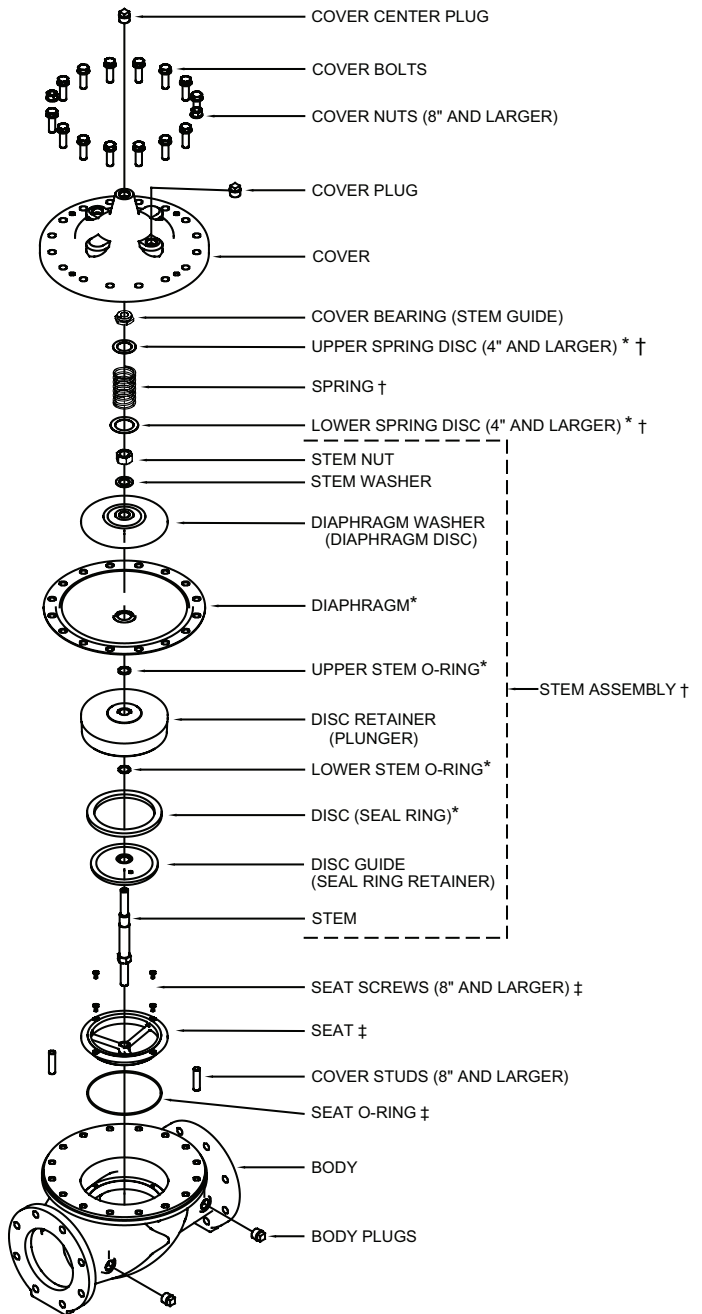 COVER CENTER PLUG
COVER BOLTS
COVER NUTS (8" AND LARGER)
COVER PLUG
COVER
COVER BEARING (STEM GUIDE)
UPPER SPRING DISC (4" AND LARGER) * †
SPRING †
LOWER SPRING DISC (4" AND LARGER) * †
STEM NUT
STEM WASHER
DIAPHRAGM WASHER
(DIAPHRAGM DISC)
DIAPHRAGM*
UPPER STEM O-RING*
STEM ASSEMBLY †
DISC RETAINER
(PLUNGER)
LOWER STEM O-RING*
DISC (SEAL RING)*
DISC GUIDE
(SEAL RING RETAINER)
STEM
SEAT SCREWS (8" AND LARGER) ‡
SEAT ‡
COVER STUDS (8" AND LARGER)
SEAT O-RING ‡
BODY
BODY PLUGS